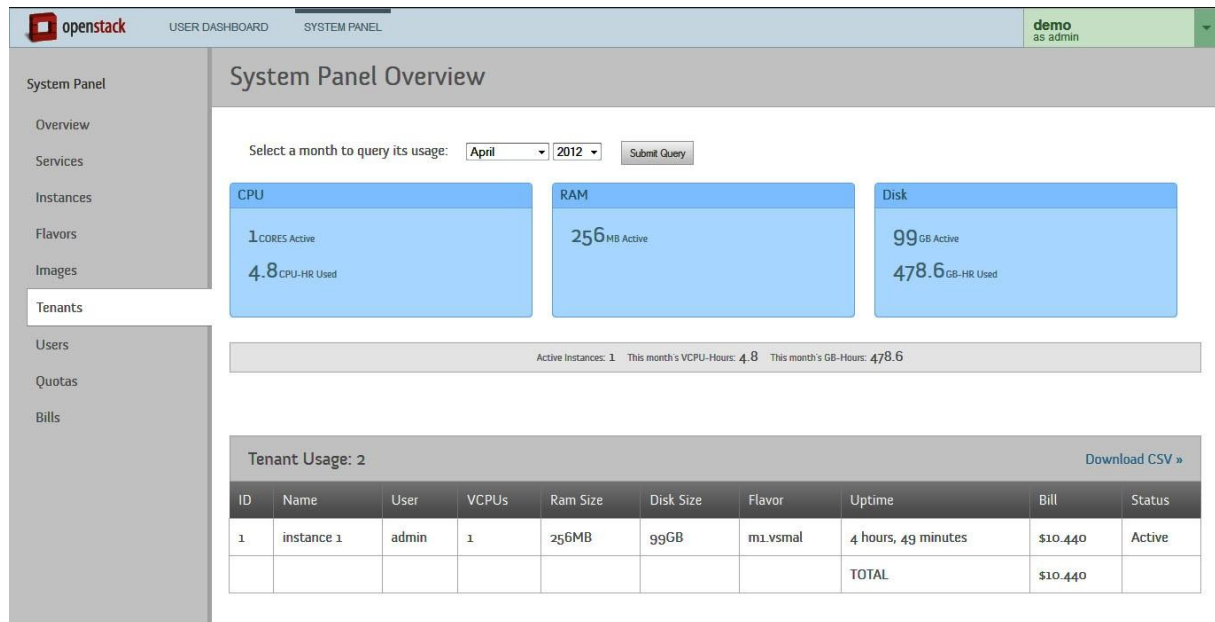 openstack USER DASHBOARD SYSTEM PANEL demo
as admin
System Panel
Overview
Services
Instances
Flavors
Images
Tenants
Users
Quotas
Bills
System Panel Overview
Select a month to query its usage: April 2012 Submit Query
CPU
1 CORES Active
4.8 CPU-HR Used
RAM
256 MB Active
Disk
99 GB Active
478.6 GB-HR Used
Active Instances: 1 This month's VCPU-Hours: 4.8 This month's GB-Hours: 478.6
Tenant Usage: 2 Download CSV »
ID Name User VCPUs Ram Size Disk Size Flavor Uptime Bill Status
1 instance 1 admin 1 256MB 99GB m1.vsmal 4 hours, 49 minutes $10.440 Active
TOTAL $10.440